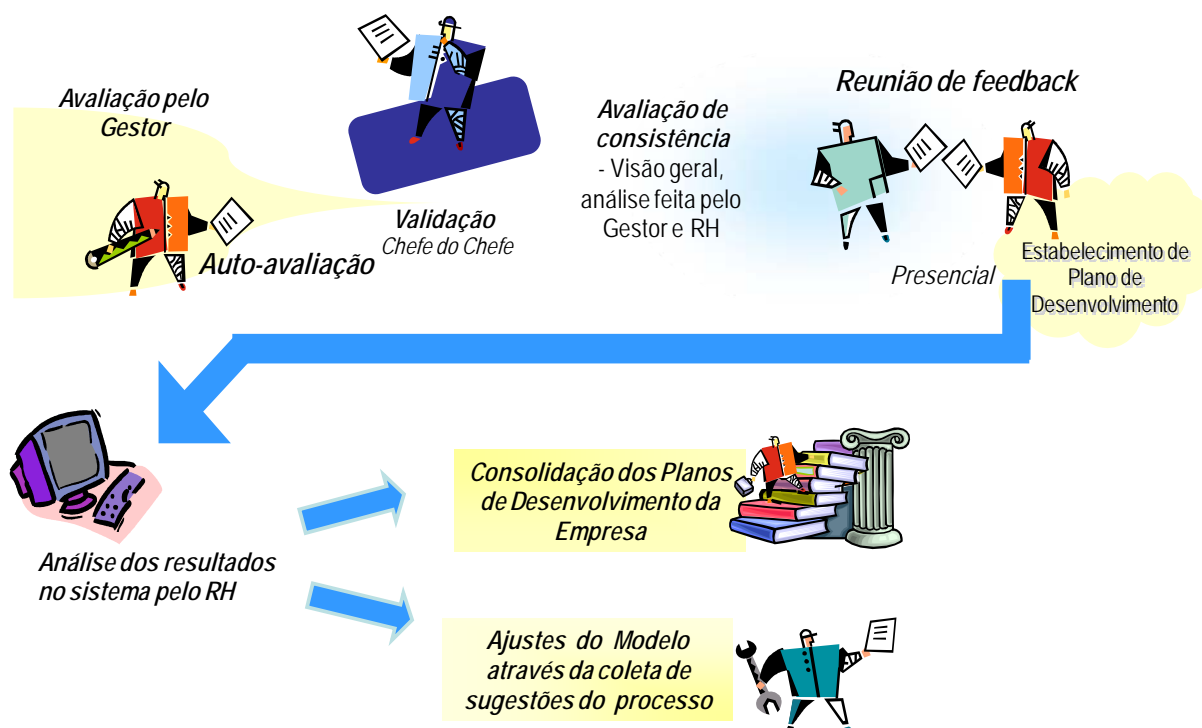 Avaliação pelo
Gestor
Auto-avaliação
Validação
Chefe do Chefe
Avaliação de
consistência
- Visão geral,
análise feita pelo
Gestor e RH
Reunião de feedback
Presencial
Estabelecimento de
Plano de
Desenvolvimento
Análise dos resultados
no sistema pelo RH
Consolidação dos Planos
de Desenvolvimento da
Empresa
Ajustes do Modelo
através da coleta de
sugestões do processo